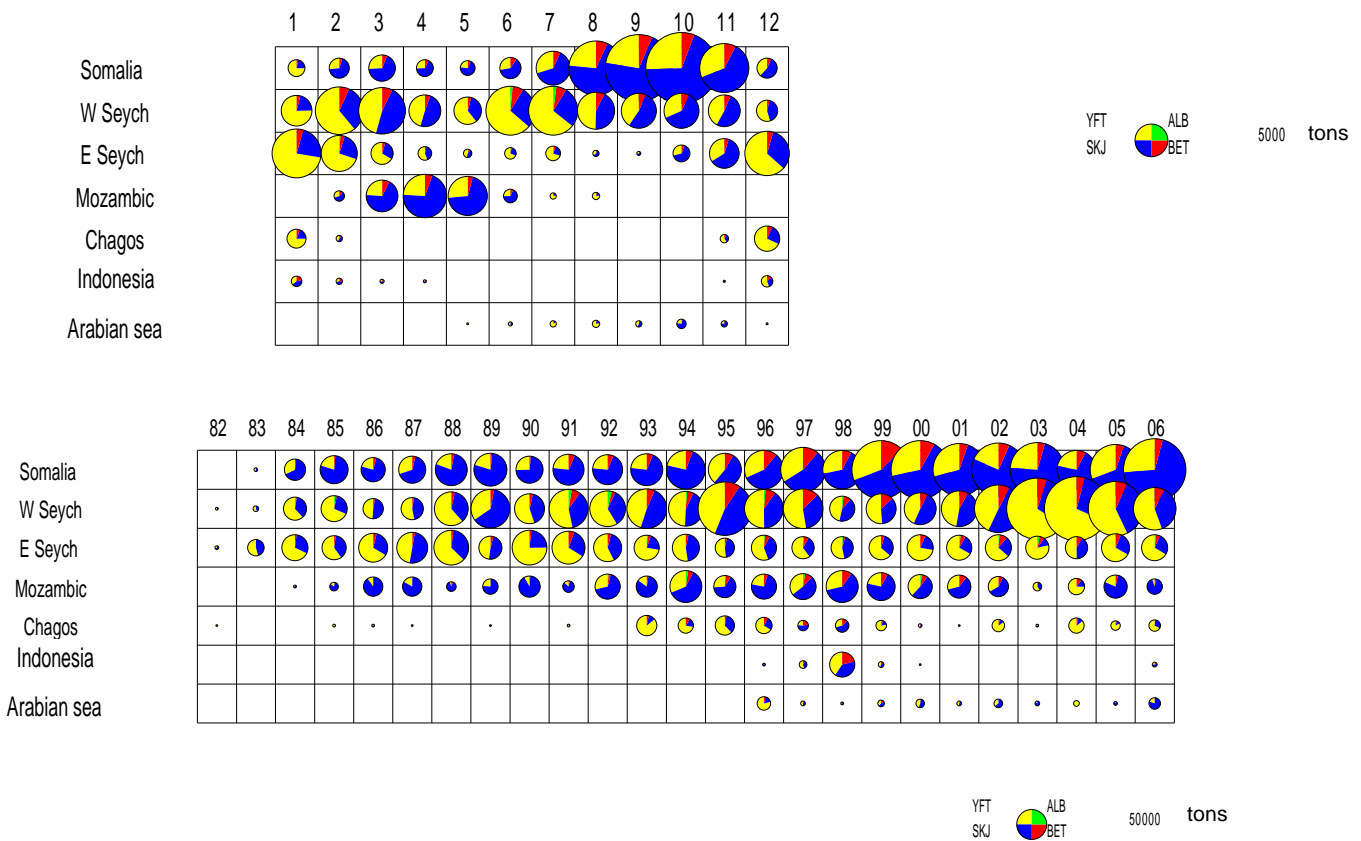 1 2 3 4 5 6 7 8 9 10 11 12
Somalia
W Seych
E Seych
Mozambic
Chagos
Indonesia
Arabian sea
YFT ALB
SKJ BET
5000 tons
82 83 84 85 86 87 88 89 90 91 92 93 94 95 96 97 98 99 00 01 02 03 04 05 06
Somalia
W Seych
E Seych
Mozambic
Chagos
Indonesia
Arabian sea
YFT ALB
SKJ BET
50000 tons